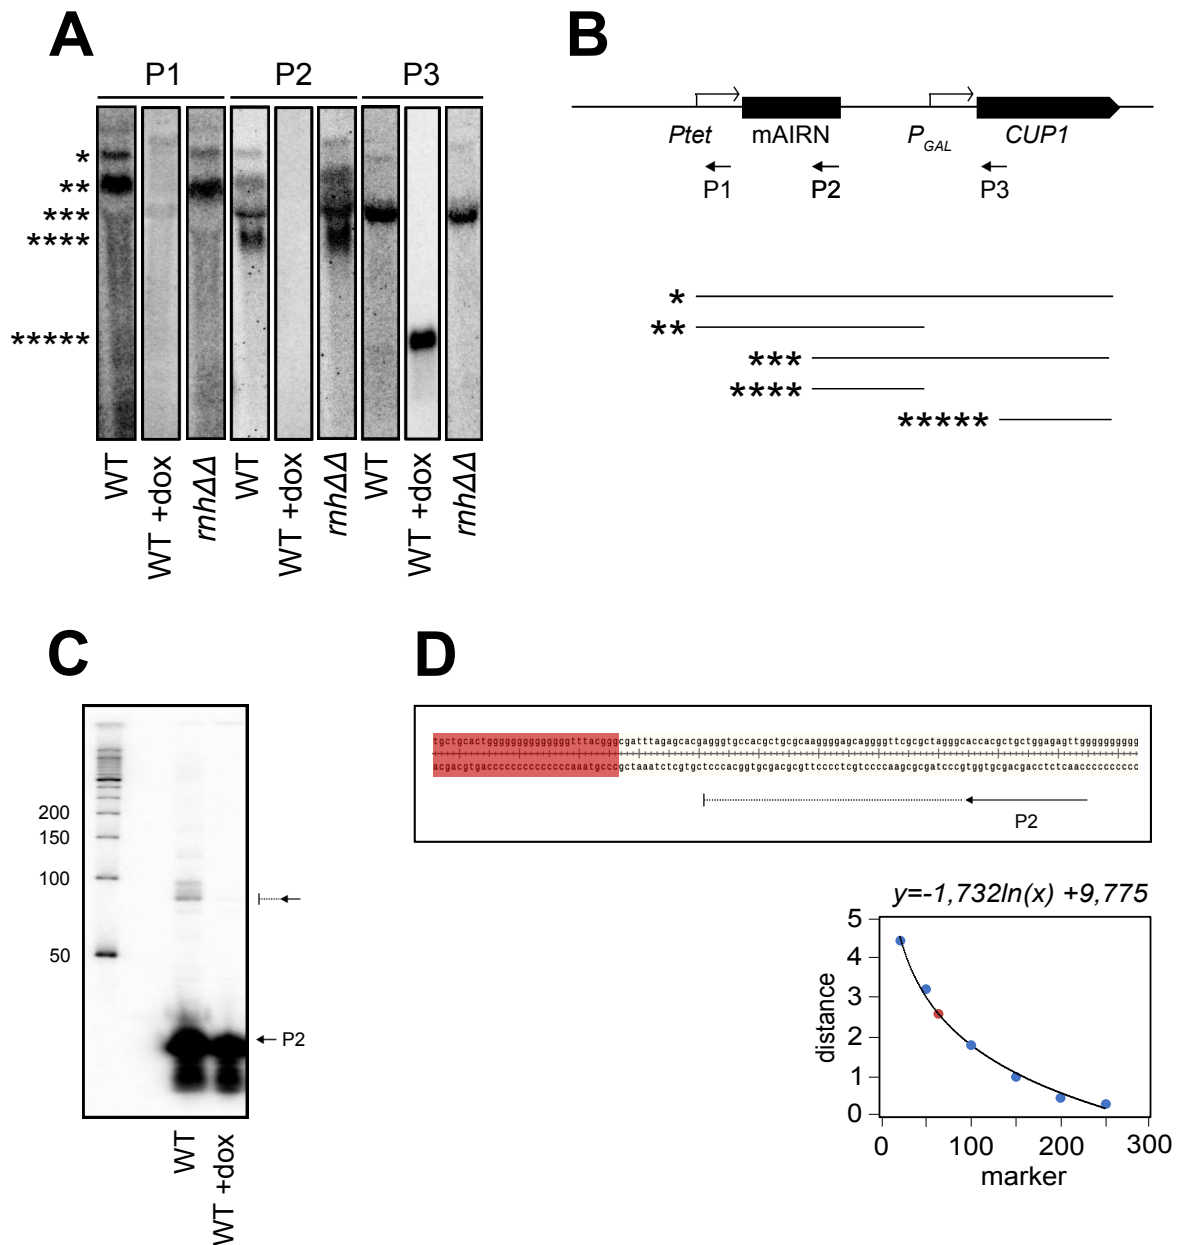 A
P1 P2 P3
*
**
***
****
*****
WT
WT +dox
rnhΔΔ
WT
WT +dox
rnhΔΔ
WT
WT +dox
rnhΔΔ
B
Ptet mAIRN PGAL CUP1
P1 P2 P3
*
**
***
****
*****
C
200
150
100
50
P2
WT
WT +dox
D
tgctgcactgggggggggggggggtttacgggcgatttagagcacgagggtgccacgctgcgcaaggggagcaggggttcgcgctagggcaccacgctgctggagagttgggggggggg
acgacgtgacccccccccccccccaaatgcccgctaaatctcgtgctcccacggtgcgacgcgttcccctcgtccccaagcgcgatcccgtggtgcgacgacctctcaacccccccccc
P2
y=-1,732ln(x) +9,775
5
4
3
2
1
0
distance
0 100 200 300
marker